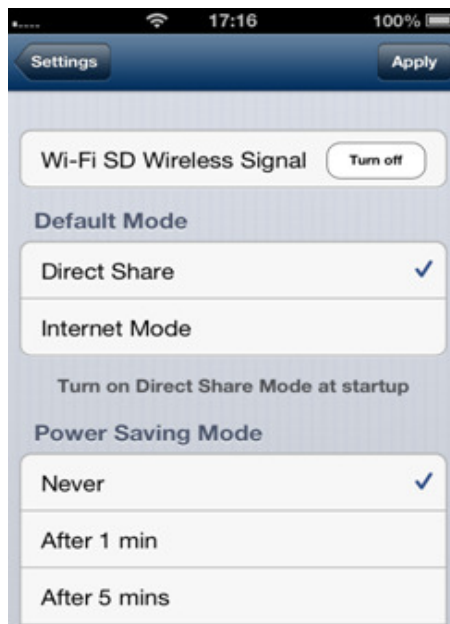 17:16 100%
Settings Apply
Wi-Fi SD Wireless Signal Turn off
Default Mode
Direct Share
Internet Mode
Turn on Direct Share Mode at startup
Power Saving Mode
Never
After 1 min
After 5 mins